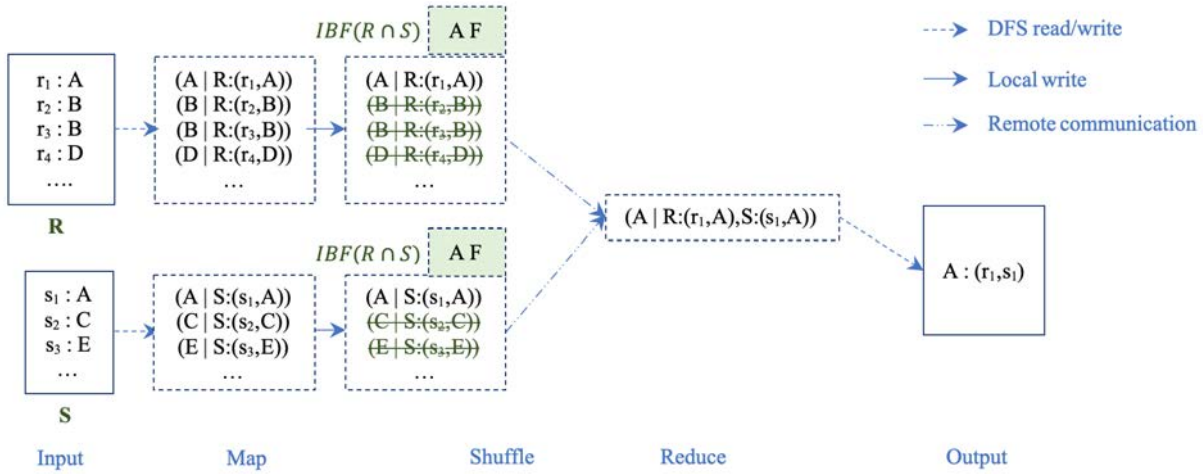 IBF(R ∩ S)
A F
DFS read/write
Local write
Remote communication
r₁ : A
r₂ : B
r₃ : B
r₄ : D
....
R
(A | R:(r₁,A))
(B | R:(r₂,B))
(B | R:(r₃,B))
(D | R:(r₄,D))
...
(A | R:(r₁,A))
(B | R:(r₂,B))
(B | R:(r₃,B))
(D | R:(r₄,D))
...
(A | R:(r₁,A),S:(s₁,A))
A : (r₁,s₁)
IBF(R ∩ S)
A F
s₁ : A
s₂ : C
s₃ : E
...
S
(A | S:(s₁,A))
(C | S:(s₂,C))
(E | S:(s₃,E))
...
(A | S:(s₁,A))
(C | S:(s₂,C))
(E | S:(s₃,E))
...
Input
Map
Shuffle
Reduce
Output